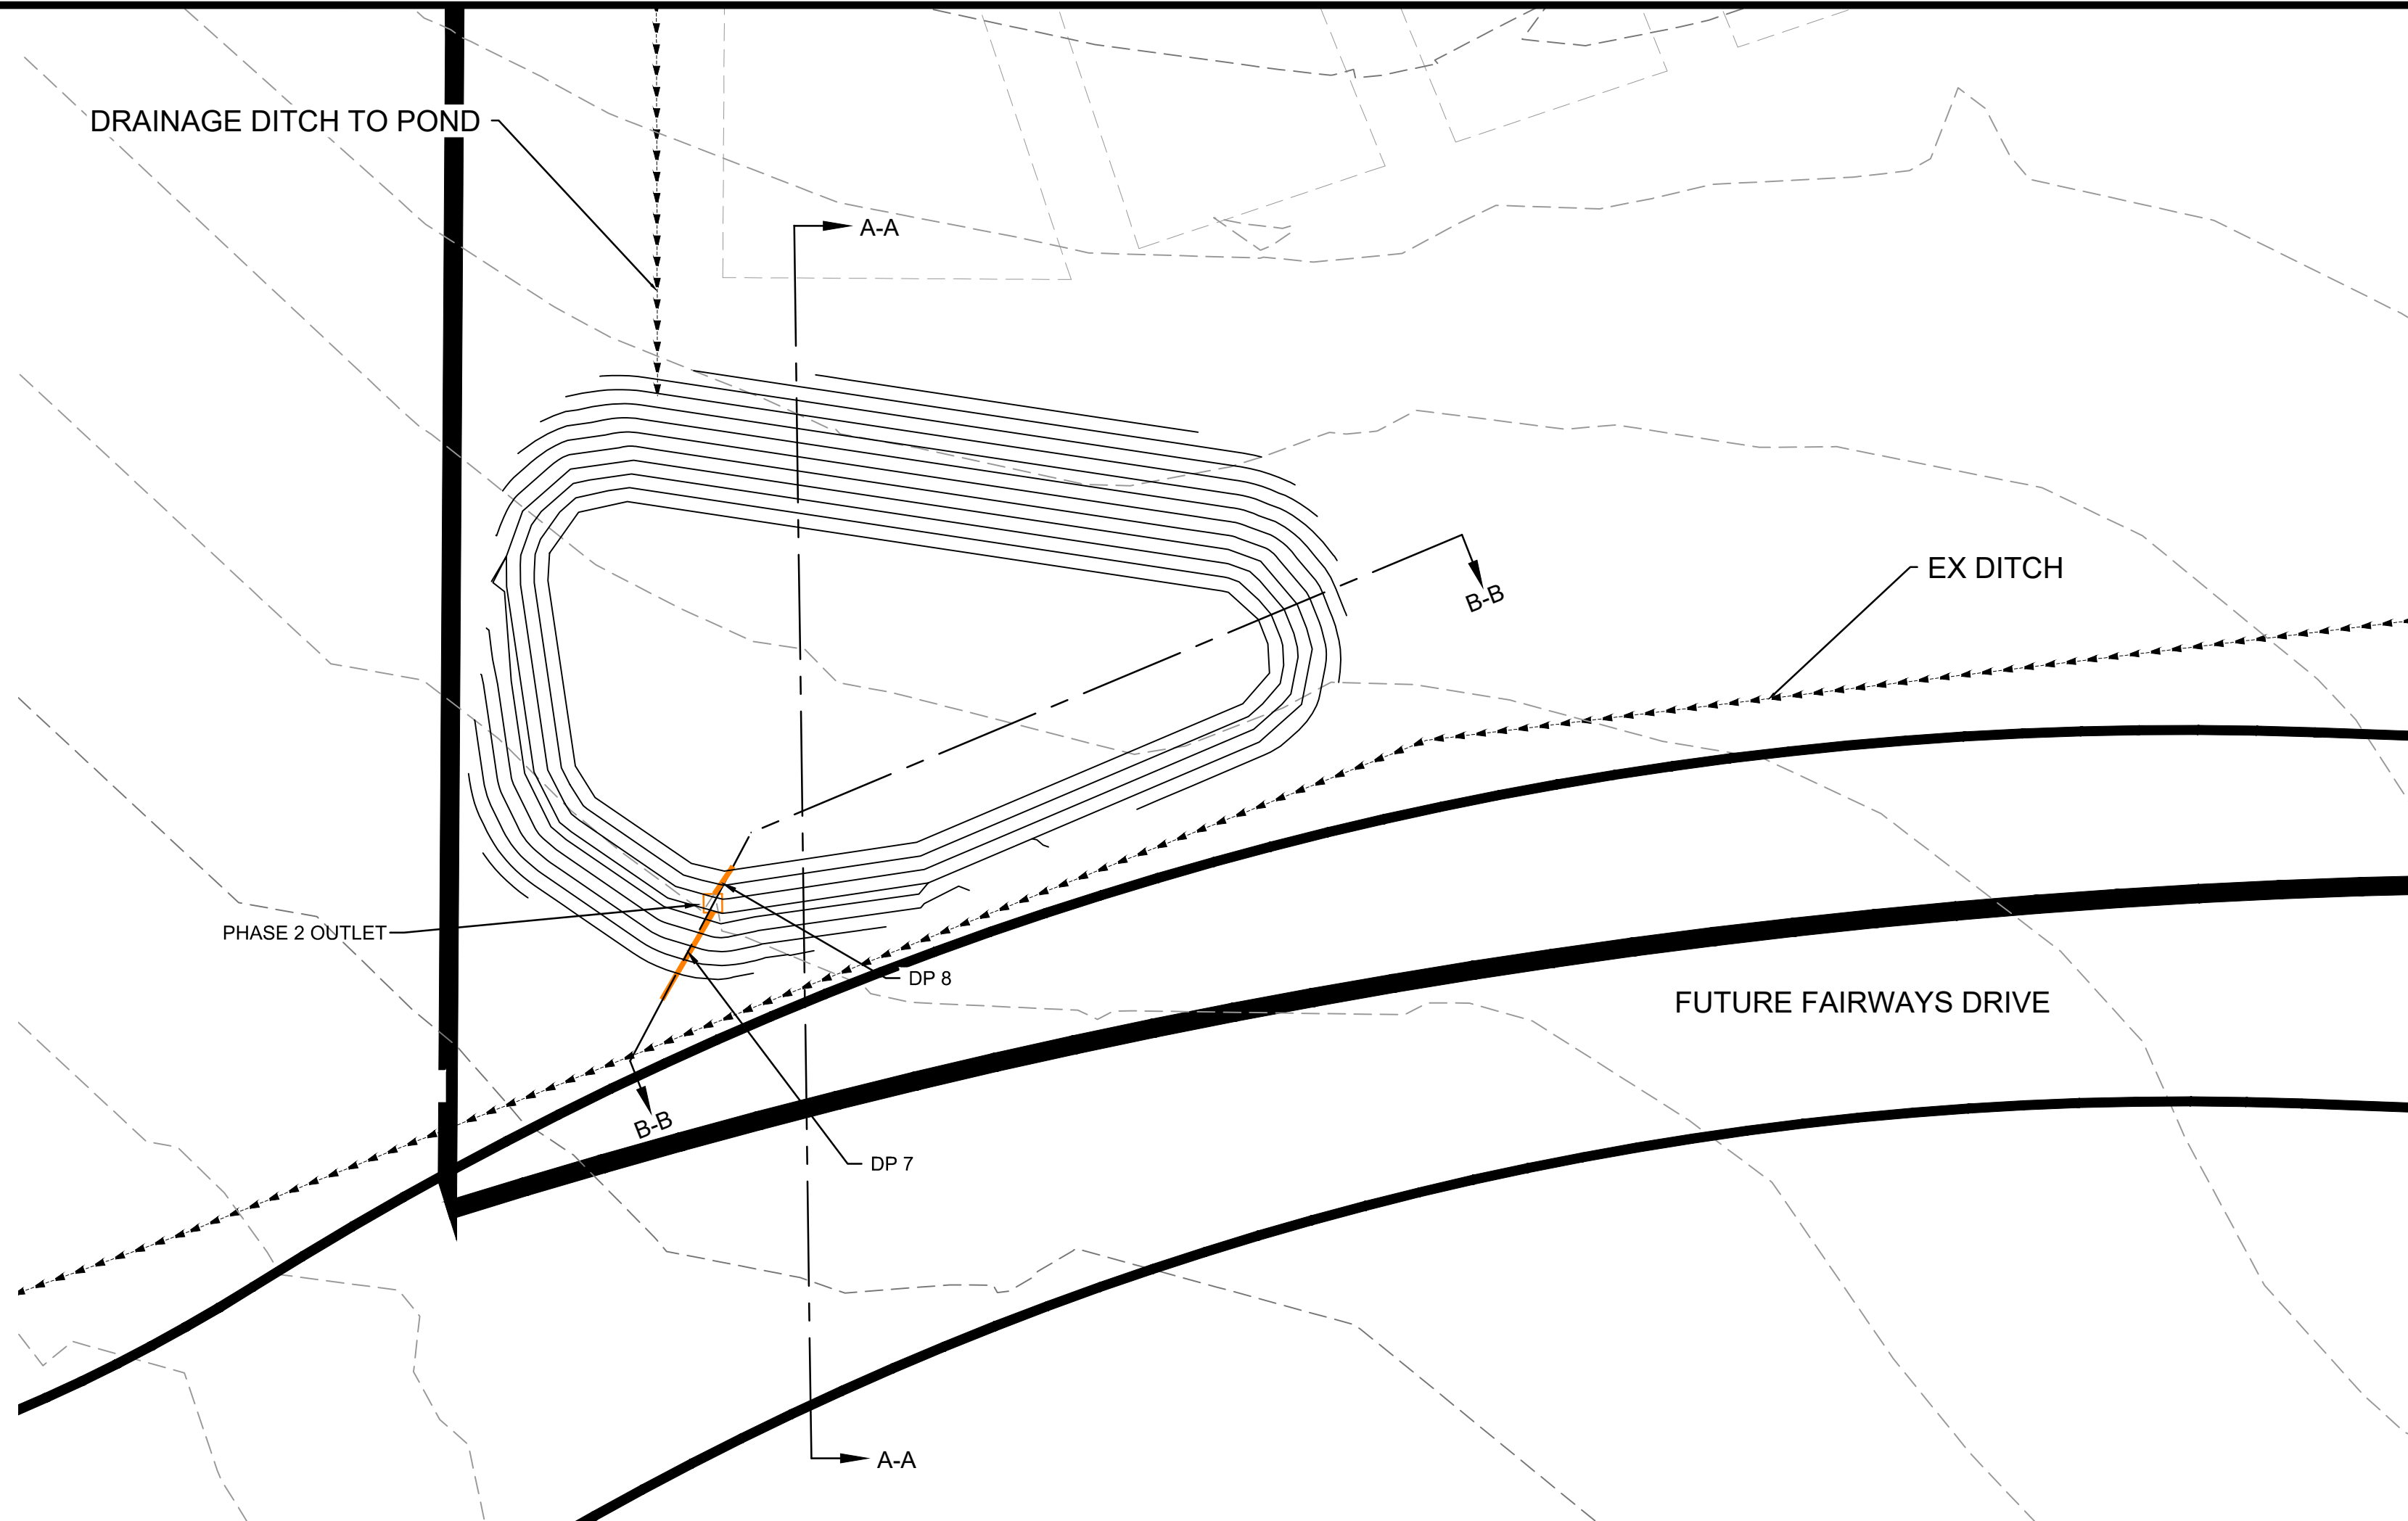 DRAINAGE DITCH TO POND
A-A
EX DITCH
B-B
PHASE 2 OUTLET
DP 8
FUTURE FAIRWAYS DRIVE
B-B
DP 7
A-A